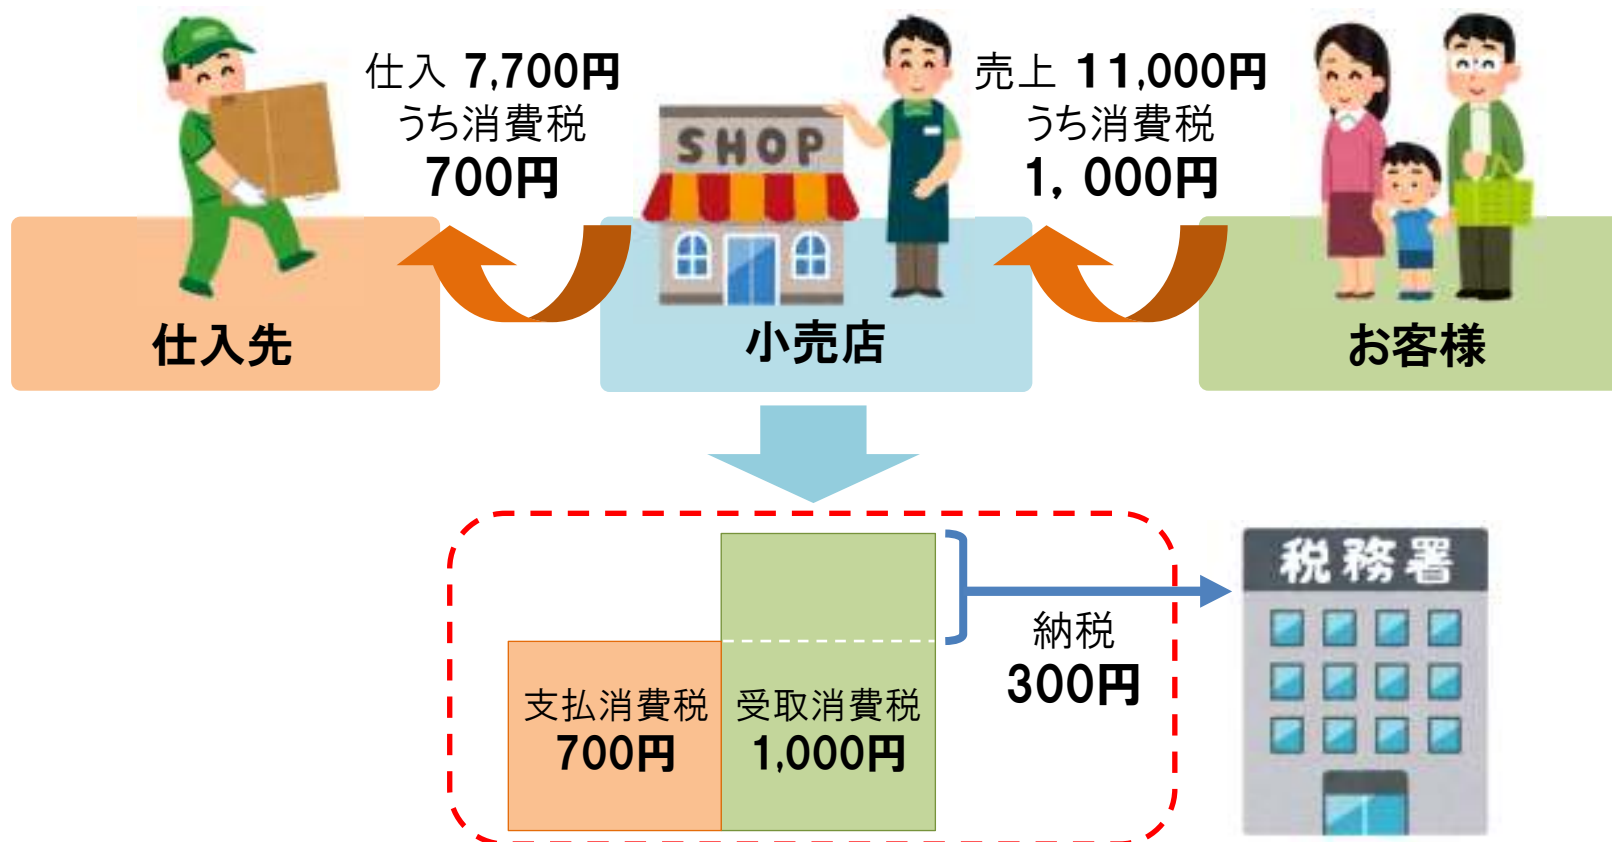 仕入 7,700円
うち消費税
700円
売上 11,000円
うち消費税
1，000円
SHOP
仕入先
小売店
お客様
税務署
納税
300円
支払消費税
700円
受取消費税
1,000円